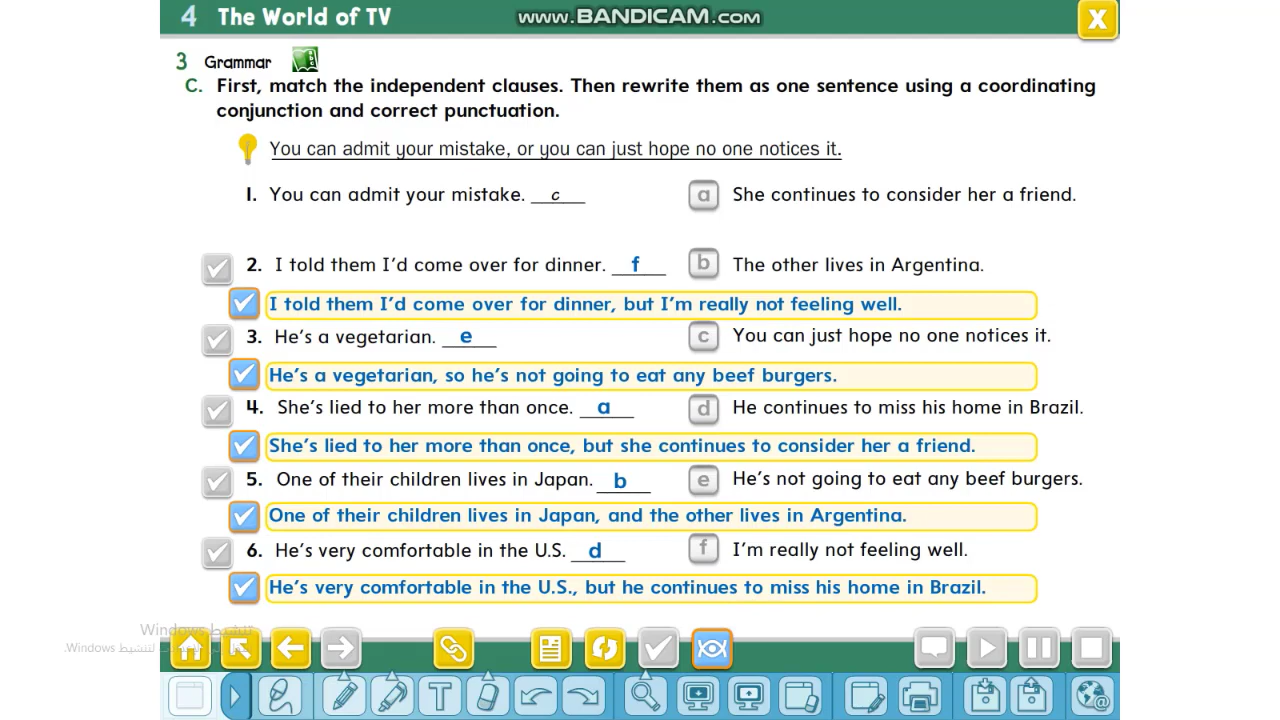 4 The World of TV
www.BANDICAM.com
X
3 Grammar
C. First, match the independent clauses. Then rewrite them as one sentence using a coordinating
conjunction and correct punctuation.
You can admit your mistake, or you can just hope no one notices it.
1. You can admit your mistake. c
a She continues to consider her a friend.
2. I told them I'd come over for dinner. f
b The other lives in Argentina.
I told them I'd come over for dinner, but I'm really not feeling well.
3. He's a vegetarian. e
c You can just hope no one notices it.
He's a vegetarian, so he's not going to eat any beef burgers.
4. She's lied to her more than once. a
d He continues to miss his home in Brazil.
She's lied to her more than once, but she continues to consider her a friend.
5. One of their children lives in Japan. b
e He's not going to eat any beef burgers.
One of their children lives in Japan, and the other lives in Argentina.
6. He's very comfortable in the U.S. d
f I'm really not feeling well.
He's very comfortable in the U.S., but he continues to miss his home in Brazil.
تنشيط Windows
لتنشيط Windows.
T